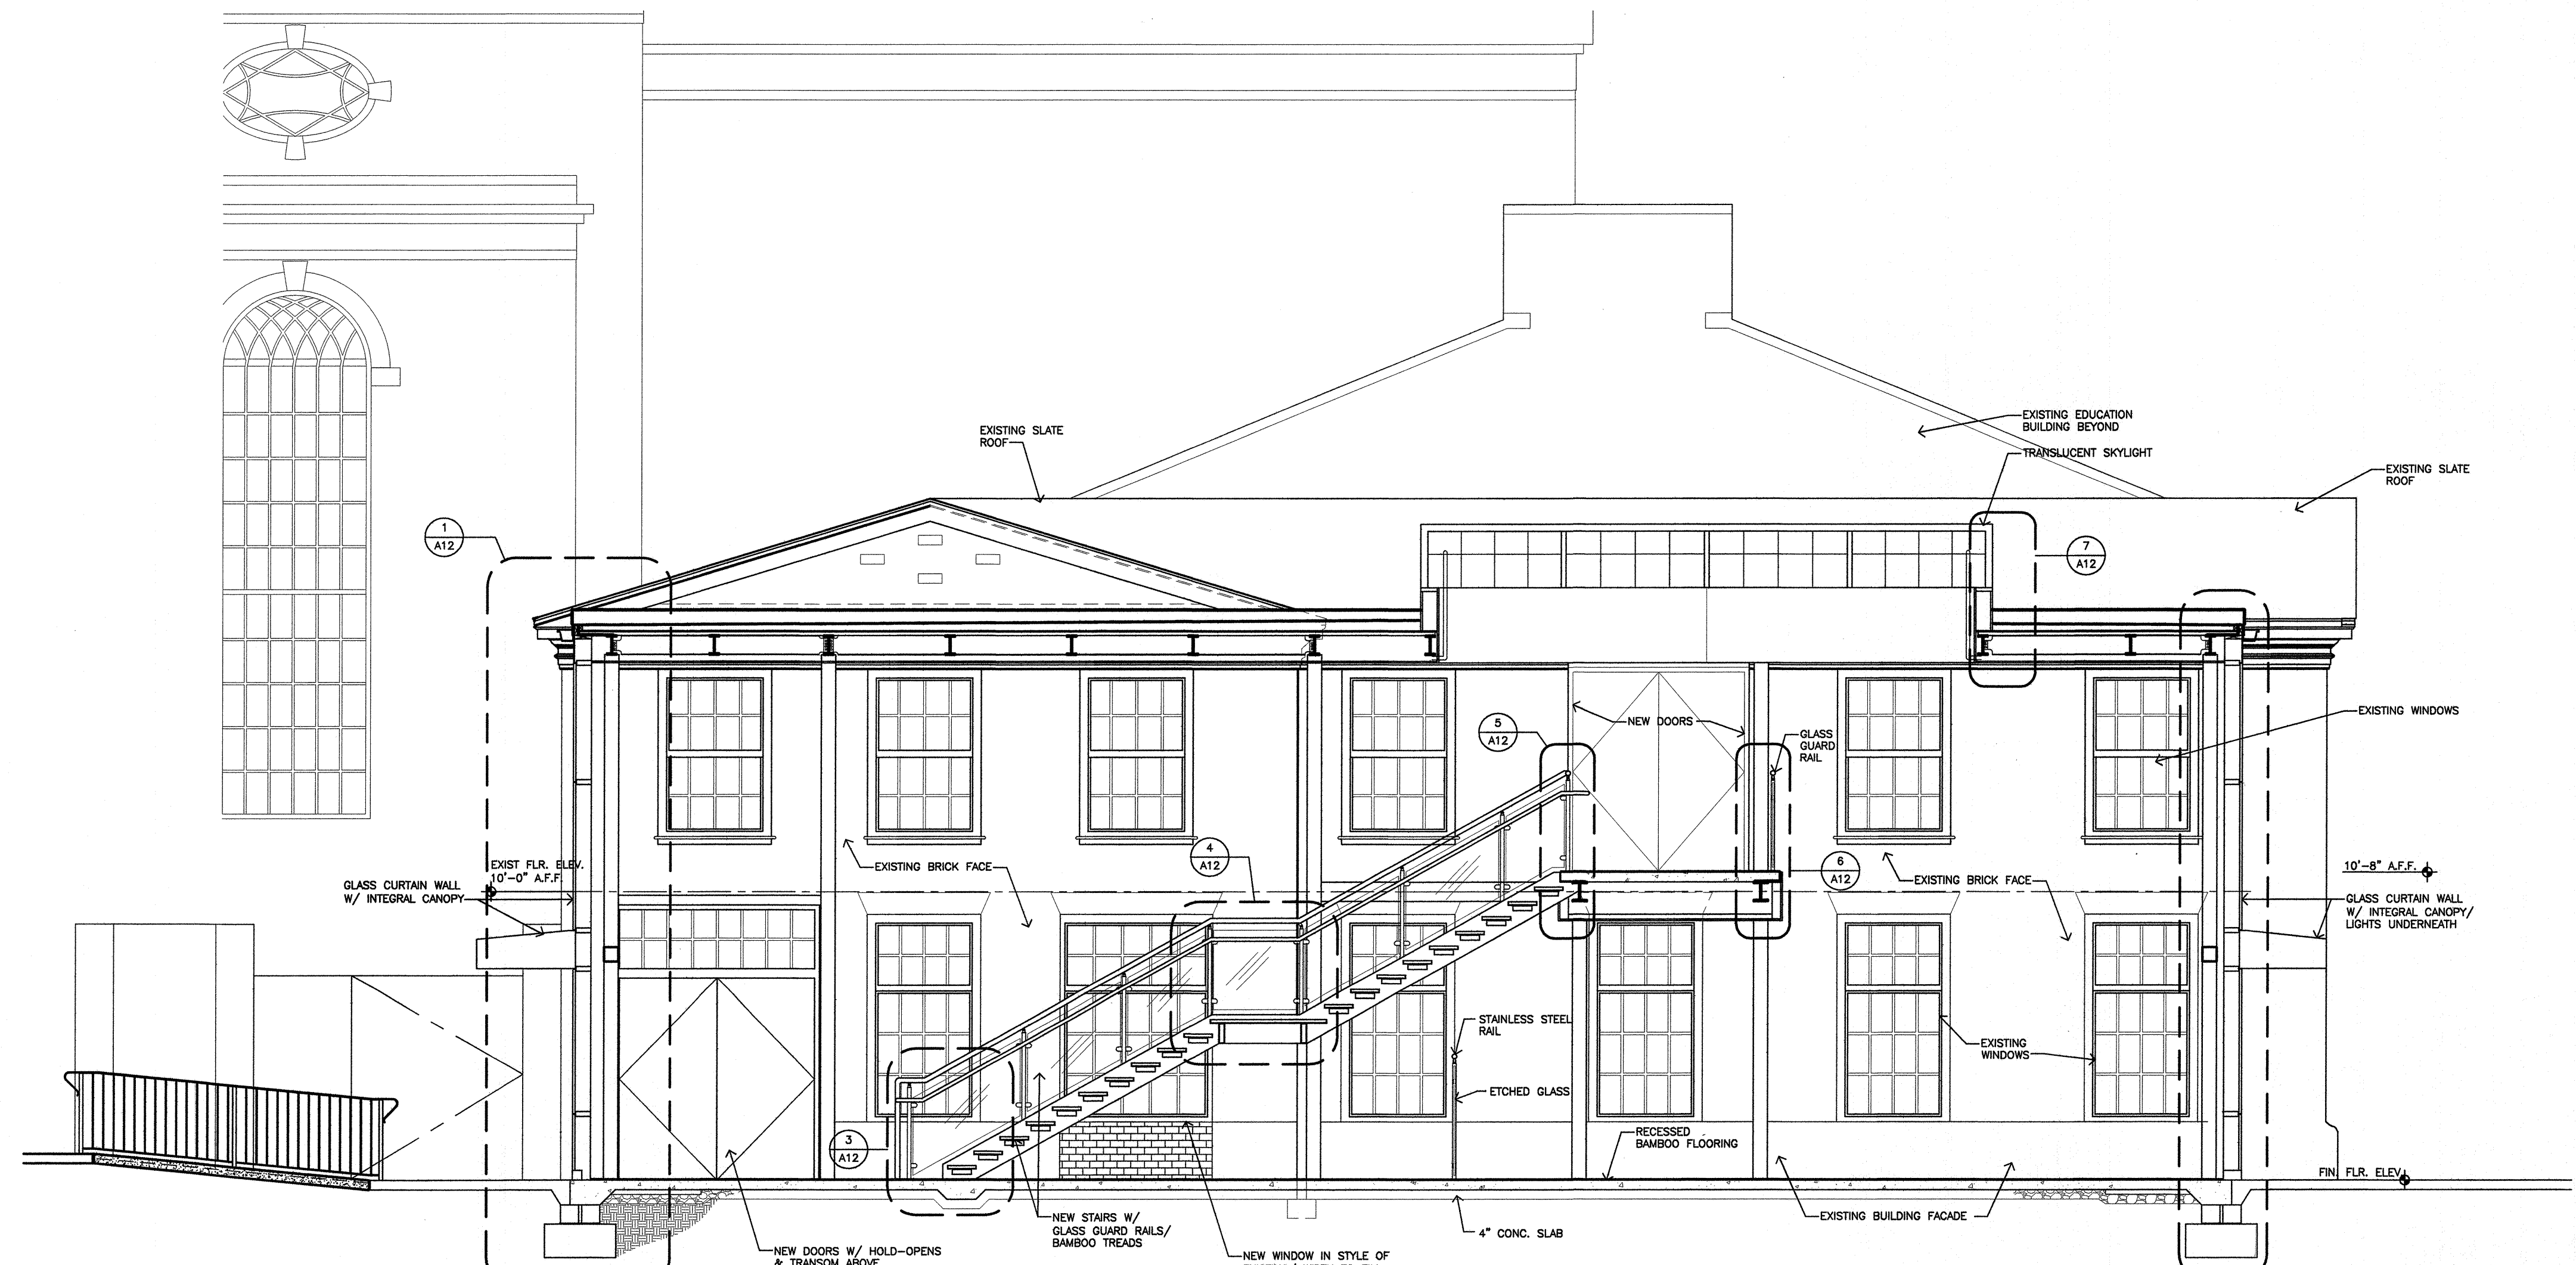 EXISTING EDUCATION
BUILDING BEYOND
EXISTING SLATE
ROOF
TRANSLUCENT SKYLIGHT
EXISTING SLATE
ROOF
1
A12
7
A12
5
A12
NEW DOORS
GLASS
GUARD
RAIL
EXISTING WINDOWS
4
A12
EXIST FLR. ELEV.
10'-0" A.F.F.
EXISTING BRICK FACE
6
A12
EXISTING BRICK FACE
10'-8" A.F.F.
GLASS CURTAIN WALL
W/ INTEGRAL CANOPY
GLASS CURTAIN WALL
W/ INTEGRAL CANOPY/
LIGHTS UNDERNEATH
STAINLESS STEEL
RAIL
EXISTING
WINDOWS
ETCHED GLASS
3
A12
RECESSED
BAMBOO FLOORING
FIN. FLR. ELEV.
NEW STAIRS W/
GLASS GUARD RAILS/
BAMBOO TREADS
EXISTING BUILDING FACADE
4" CONC. SLAB
NEW DOORS W/ HOLD-OPENS
& TRANSOM ABOVE
NEW WINDOW IN STYLE OF